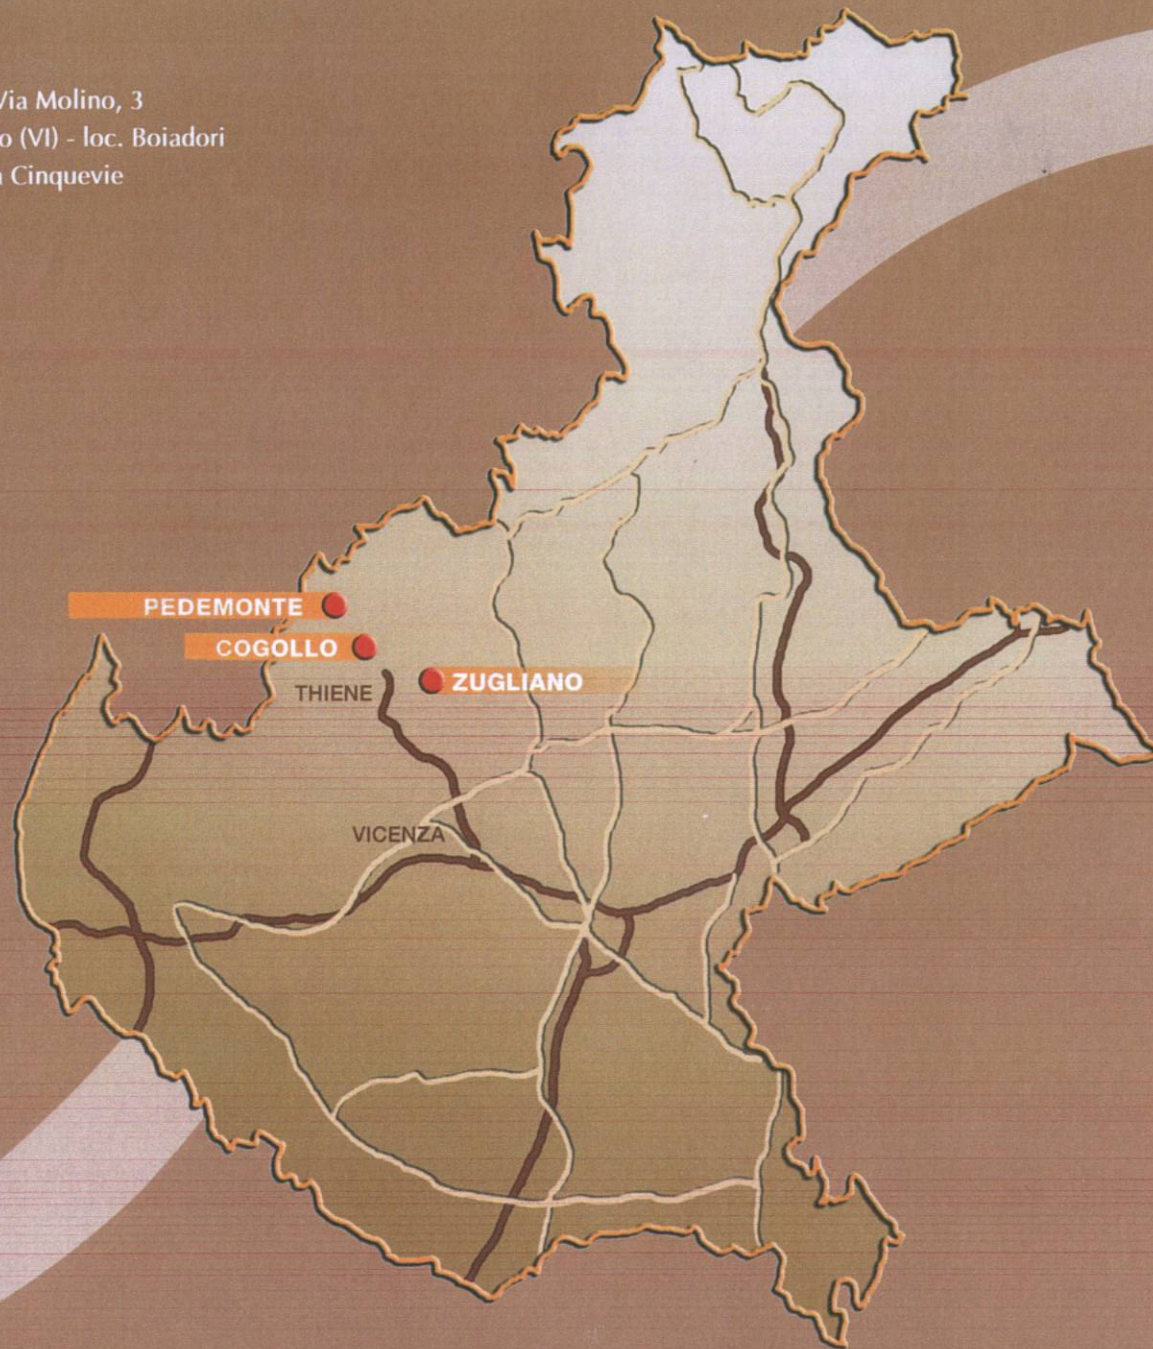 Via Molino, 3
o (VI) - loc. Boiadori
Cinquevie
PEDEMONTE
COGOLLO
ZUGLIANO
THIENE
VICENZA